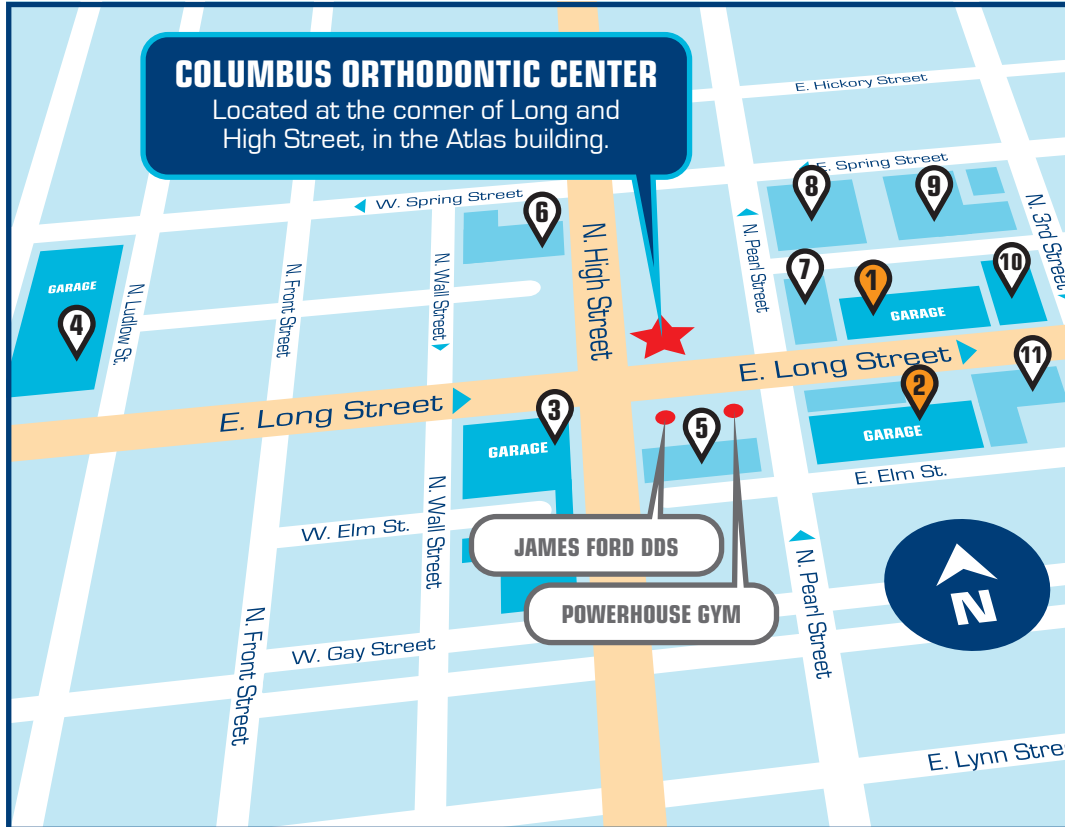 COLUMBUS ORTHODONTIC CENTER
Located at the corner of Long and
High Street, in the Atlas building.
E. Hickory Street
E. Spring Street
W. Spring Street
8
9
6
N. 3rd Street
N. Pearl Street
N. High Street
N. Wall Street
N. Front Street
N. Ludlow St.
GARAGE
4
7
1
GARAGE
10
E. Long Street
11
E. Long Street
2
GARAGE
3
GARAGE
5
E. Elm St.
W. Elm St.
N. Wall Street
JAMES FORD DDS
POWERHOUSE GYM
N. Pearl Street
N
N. Front Street
W. Gay Street
E. Lynn Stree